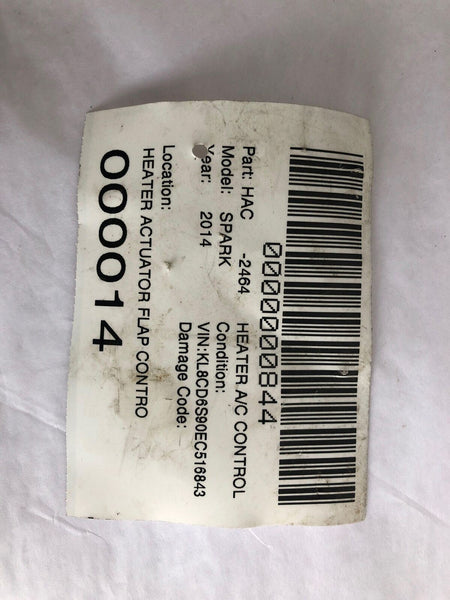 0000000844
Part: HAC -2464 HEATER A/C CONTROL
Model: SPARK Condition:
Year: 2014 VIN:KL8CD6S90EC516843
Damage Code:
Location:
HEATER ACTUATOR FLAP CONTRO
000014